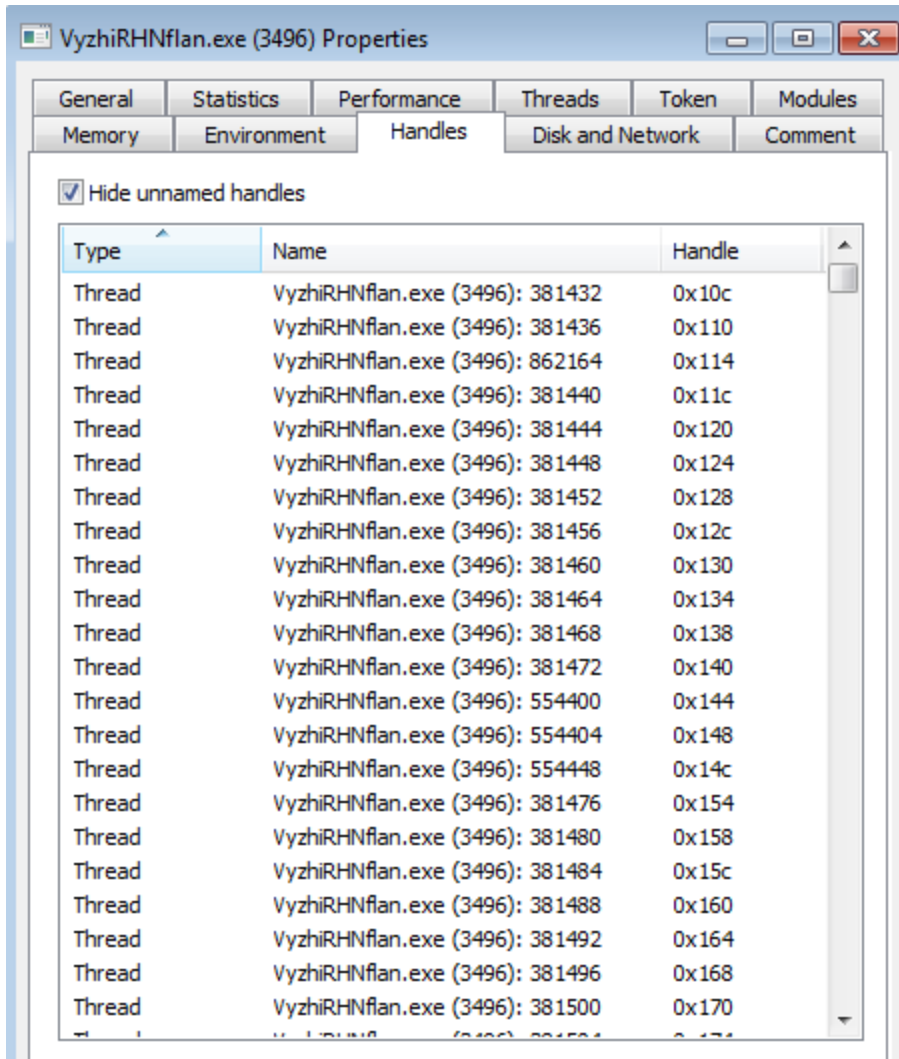 VyzhiRHNflan.exe (3496) Properties
General Statistics Performance Threads Token Modules
Memory Environment Handles Disk and Network Comment
Hide unnamed handles
Type Name Handle
Thread VyzhiRHNflan.exe (3496): 381432 0x10c
Thread VyzhiRHNflan.exe (3496): 381436 0x110
Thread VyzhiRHNflan.exe (3496): 862164 0x114
Thread VyzhiRHNflan.exe (3496): 381440 0x11c
Thread VyzhiRHNflan.exe (3496): 381444 0x120
Thread VyzhiRHNflan.exe (3496): 381448 0x124
Thread VyzhiRHNflan.exe (3496): 381452 0x128
Thread VyzhiRHNflan.exe (3496): 381456 0x12c
Thread VyzhiRHNflan.exe (3496): 381460 0x130
Thread VyzhiRHNflan.exe (3496): 381464 0x134
Thread VyzhiRHNflan.exe (3496): 381468 0x138
Thread VyzhiRHNflan.exe (3496): 381472 0x140
Thread VyzhiRHNflan.exe (3496): 554400 0x144
Thread VyzhiRHNflan.exe (3496): 554404 0x148
Thread VyzhiRHNflan.exe (3496): 554448 0x14c
Thread VyzhiRHNflan.exe (3496): 381476 0x154
Thread VyzhiRHNflan.exe (3496): 381480 0x158
Thread VyzhiRHNflan.exe (3496): 381484 0x15c
Thread VyzhiRHNflan.exe (3496): 381488 0x160
Thread VyzhiRHNflan.exe (3496): 381492 0x164
Thread VyzhiRHNflan.exe (3496): 381496 0x168
Thread VyzhiRHNflan.exe (3496): 381500 0x170